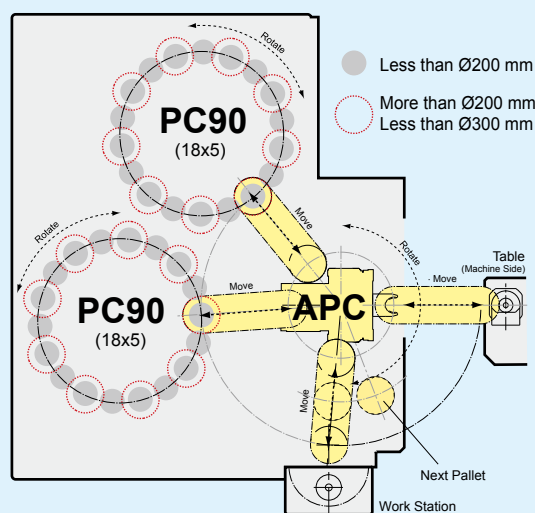 Rotate
Less than Ø200 mm
More than Ø200 mm
Less than Ø300 mm
PC90
(18x5)
Move
Rotate
Rotate
Table
(Machine Side)
Move
Move
PC90
(18x5)
APC
Move
Next Pallet
Work Station